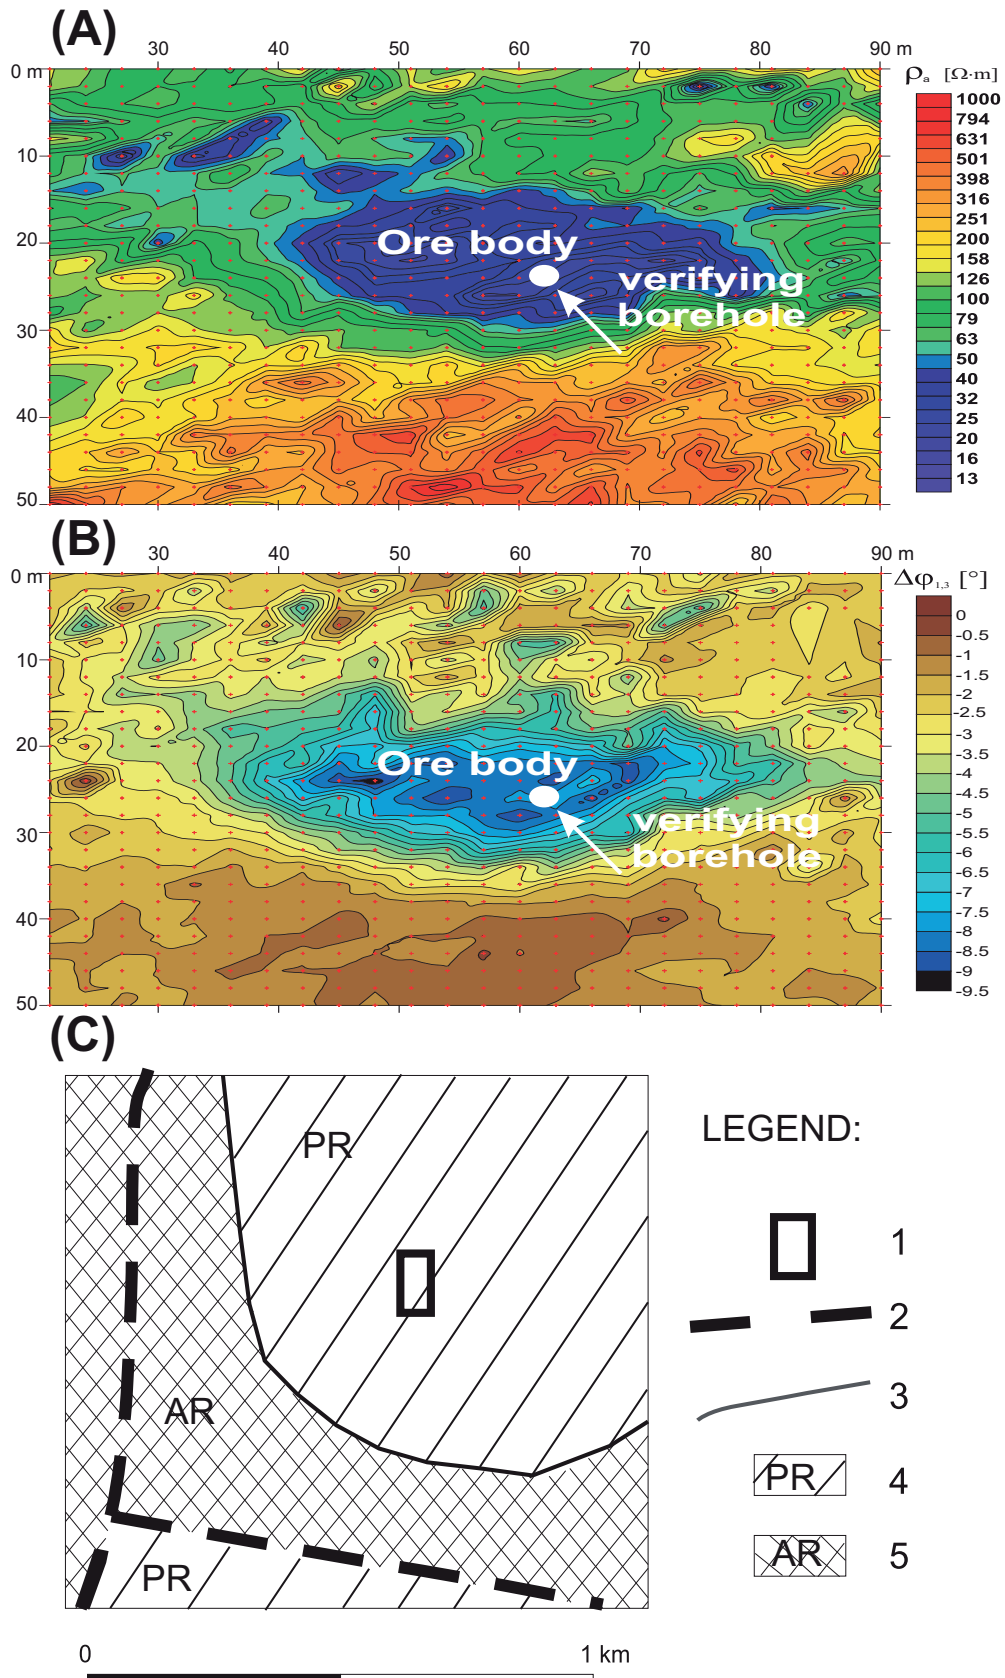 (A)
30 40 50 60 70 80 90 m
0 m
10
20
30
40
50
Ore body
verifying
borehole
ρa [Ω·m]
1000
794
631
501
398
316
251
200
158
126
100
79
63
50
40
32
25
20
16
13
(B)
30 40 50 60 70 80 90 m
0 m
10
20
30
40
50
Ore body
verifying
borehole
Δφ1,3 [°]
0
-0.5
-1
-1.5
-2
-2.5
-3
-3.5
-4
-4.5
-5
-5.5
-6
-6.5
-7
-7.5
-8
-8.5
-9
-9.5
(C)
PR
AR
PR
0 1 km
LEGEND:
1
2
3
PR 4
AR 5